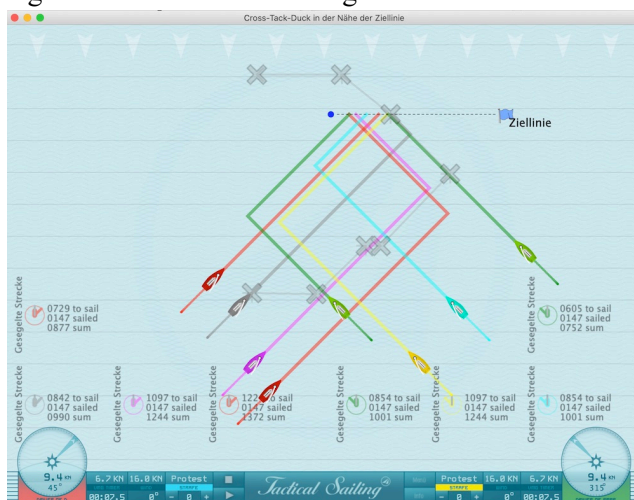 Cross-Tack-Duck in der Nähe der Ziellinie
Ziellinie
Gesegelte Strecke
0729 to sail
0147 sailed
0877 sum
Gesegelte Strecke
0605 to sail
0147 sailed
0752 sum
Gesegelte Strecke
0842 to sail
0147 sailed
0990 sum
Gesegelte Strecke
1097 to sail
0147 sailed
1244 sum
Gesegelte Strecke
0147 sailed
1372 sum
Gesegelte Strecke
0854 to sail
0147 sailed
1001 sum
Gesegelte Strecke
1097 to sail
0147 sailed
1244 sum
Gesegelte Strecke
0854 to sail
0147 sailed
1001 sum
9.4 KN
45°
6.7 KN 16.0 KN Protest
00:07.5 0° - 0 +
Tactical Sailing
Protest 16.0 KN 6.7 KN
- 0 + 0° 00:07.5
9.4 KN
315°